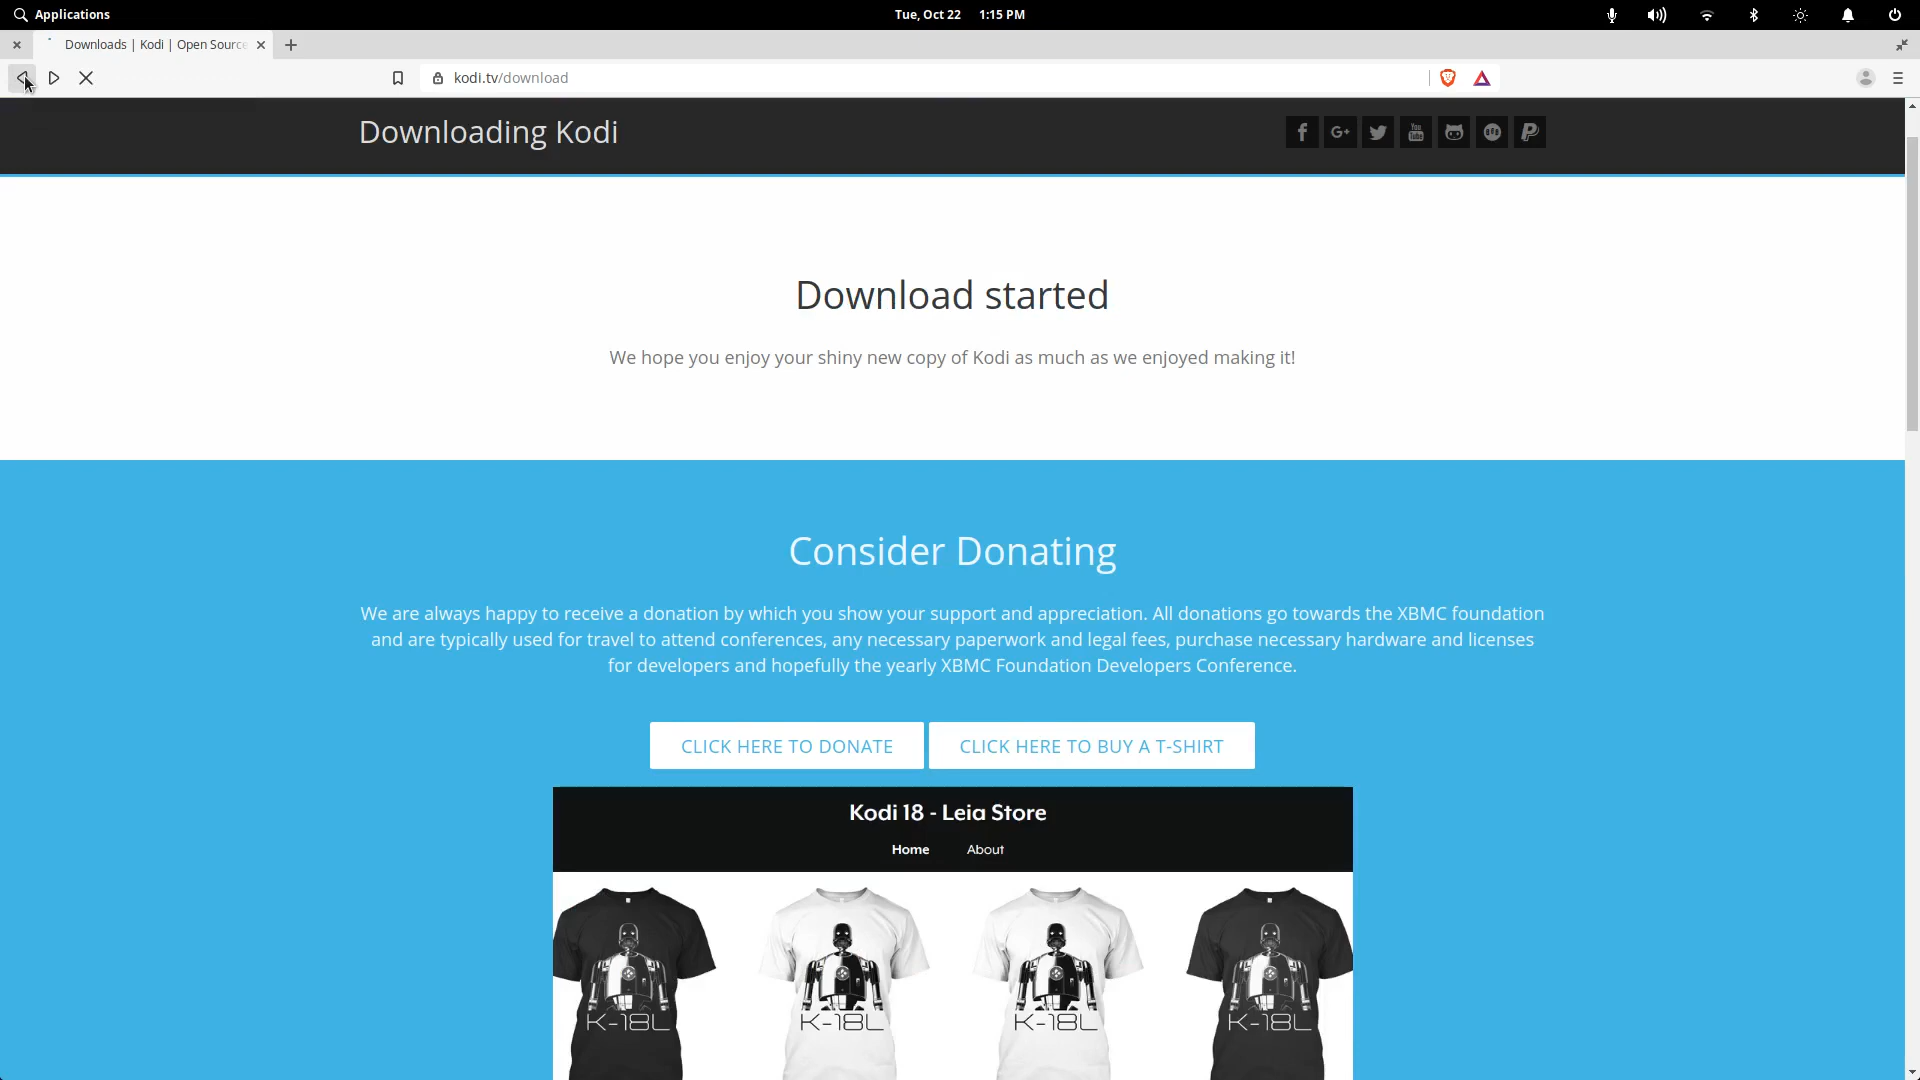 Applications
Tue, Oct 22 1:15 PM
Downloads | Kodi | Open Source
kodi.tv/download
Downloading Kodi
Download started
We hope you enjoy your shiny new copy of Kodi as much as we enjoyed making it!
Consider Donating
We are always happy to receive a donation by which you show your support and appreciation. All donations go towards the XBMC foundation
and are typically used for travel to attend conferences, any necessary paperwork and legal fees, purchase necessary hardware and licenses
for developers and hopefully the yearly XBMC Foundation Developers Conference.
CLICK HERE TO DONATE
CLICK HERE TO BUY A T-SHIRT
Kodi 18 - Leia Store
Home About
K-18L K-18L K-18L K-18L